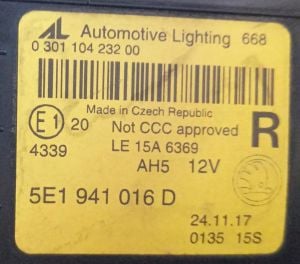 AL Automotive Lighting 668
0 301 104 232 00
Made in Czech Republic
E1 20 Not CCC approved R
4339 LE 15A 6369
AH5 12V
5E1 941 016 D
24.11.17
0135 15S